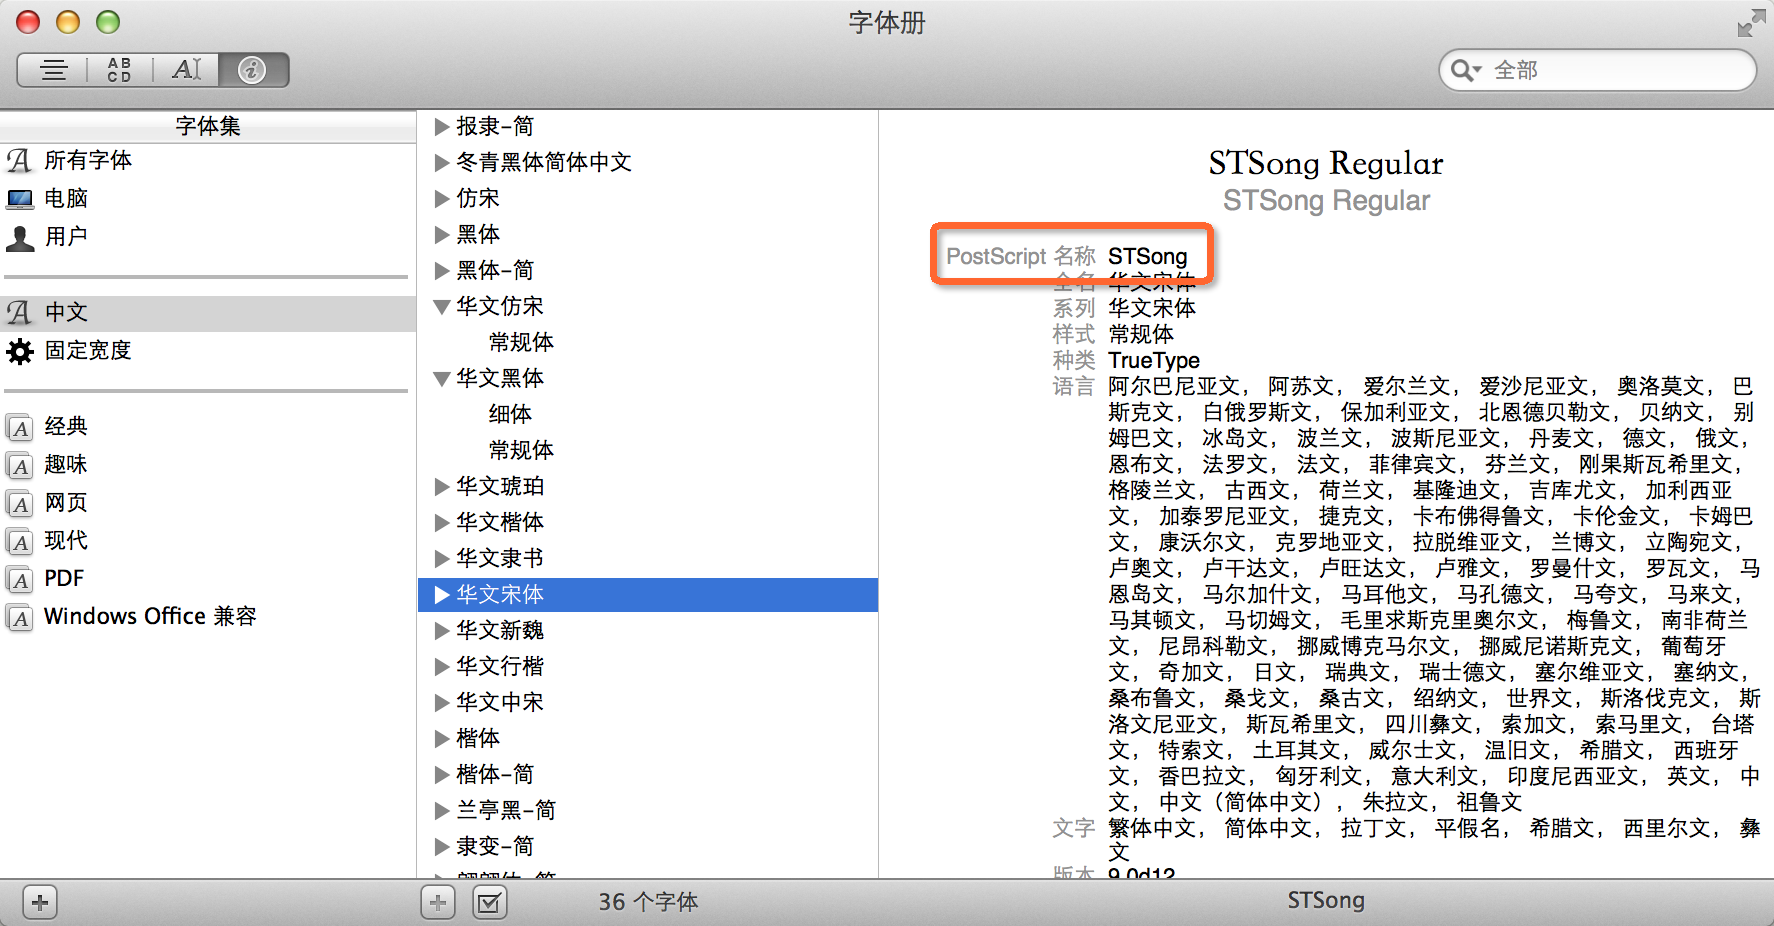 字体册
AB
CD
全部
字体集
所有字体
电脑
用户
中文
固定宽度
经典
趣味
网页
现代
PDF
Windows Office 兼容
报隶-简
冬青黑体简体中文
仿宋
黑体
黑体-简
华文仿宋
常规体
华文黑体
细体
常规体
华文琥珀
华文楷体
华文隶书
华文宋体
华文新魏
华文行楷
华文中宋
楷体
楷体-简
兰亭黑-简
隶变-简
翩翩体-简
STSong Regular
STSong Regular
PostScript 名称 STSong
全名 华文宋体
系列 华文宋体
样式 常规体
种类 TrueType
语言 阿尔巴尼亚文, 阿苏文, 爱尔兰文, 爱沙尼亚文, 奥洛莫文, 巴
斯克文, 白俄罗斯文, 保加利亚文, 北恩德贝勒文, 贝纳文, 别
姆巴文, 冰岛文, 波兰文, 波斯尼亚文, 丹麦文, 德文, 俄文,
恩布文, 法罗文, 法文, 菲律宾文, 芬兰文, 刚果斯瓦希里文,
格陵兰文, 古西文, 荷兰文, 基隆迪文, 吉库尤文, 加利西亚
文, 加泰罗尼亚文, 捷克文, 卡布佛得鲁文, 卡伦金文, 卡姆巴
文, 康沃尔文, 克罗地亚文, 拉脱维亚文, 兰博文, 立陶宛文,
卢奥文, 卢干达文, 卢旺达文, 卢雅文, 罗曼什文, 罗瓦文, 马
恩岛文, 马尔加什文, 马耳他文, 马孔德文, 马夸文, 马来文,
马其顿文, 马切姆文, 毛里求斯克里奥尔文, 梅鲁文, 南非荷兰
文, 尼昂科勒文, 挪威博克马尔文, 挪威尼诺斯克文, 葡萄牙
文, 奇加文, 日文, 瑞典文, 瑞士德文, 塞尔维亚文, 塞纳文,
桑布鲁文, 桑戈文, 桑古文, 绍纳文, 世界文, 斯洛伐克文, 斯
洛文尼亚文, 斯瓦希里文, 四川彝文, 索加文, 索马里文, 台塔
文, 特索文, 土耳其文, 威尔士文, 温旧文, 希腊文, 西班牙
文, 香巴拉文, 匈牙利文, 意大利文, 印度尼西亚文, 英文, 中
文, 中文（简体中文）, 朱拉文, 祖鲁文
文字 繁体中文, 简体中文, 拉丁文, 平假名, 希腊文, 西里尔文, 彝
文
版本 9.0d12
36 个字体
STSong